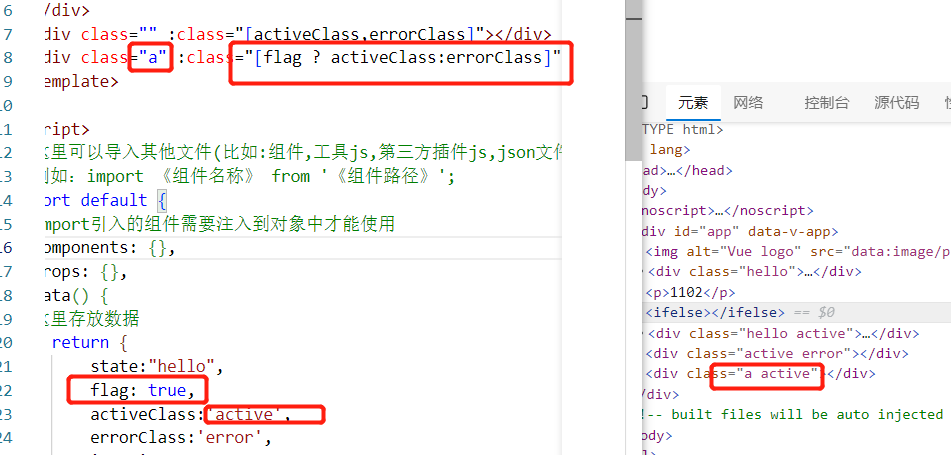 6 /div>
7 div class="" :class="[activeClass,errorClass]"></div>
8 div class="a" :class="[flag ? activeClass:errorClass]"
9 emplate>
10
11 ript>
12 这里可以导入其他文件(比如:组件,工具js,第三方插件js,json文件
13 列如: import 《组件名称》 from '《组件路径》';
14 ort default {
15 mport引入的组件需要注入到对象中才能使用
16 omponents: {},
17 rops: {},
18 ata() {
19 这里存放数据
20 return {
21 state:"hello",
22 flag: true,
23 activeClass:'active',
24 errorClass:'error',
元素 网络 控制台 源代码
TYPE html>
lang>
ad>…</head>
dy>
noscript>…</noscript>
div id="app" data-v-app>
<img alt="Vue logo" src="data:image/p
<div class="hello">…</div>
<p>1102</p>
<ifelse></ifelse> == $0
<div class="hello active">…</div>
<div class="active error"></div>
<div class="a active"></div>
/div>
!-- built files will be auto injected
ody>